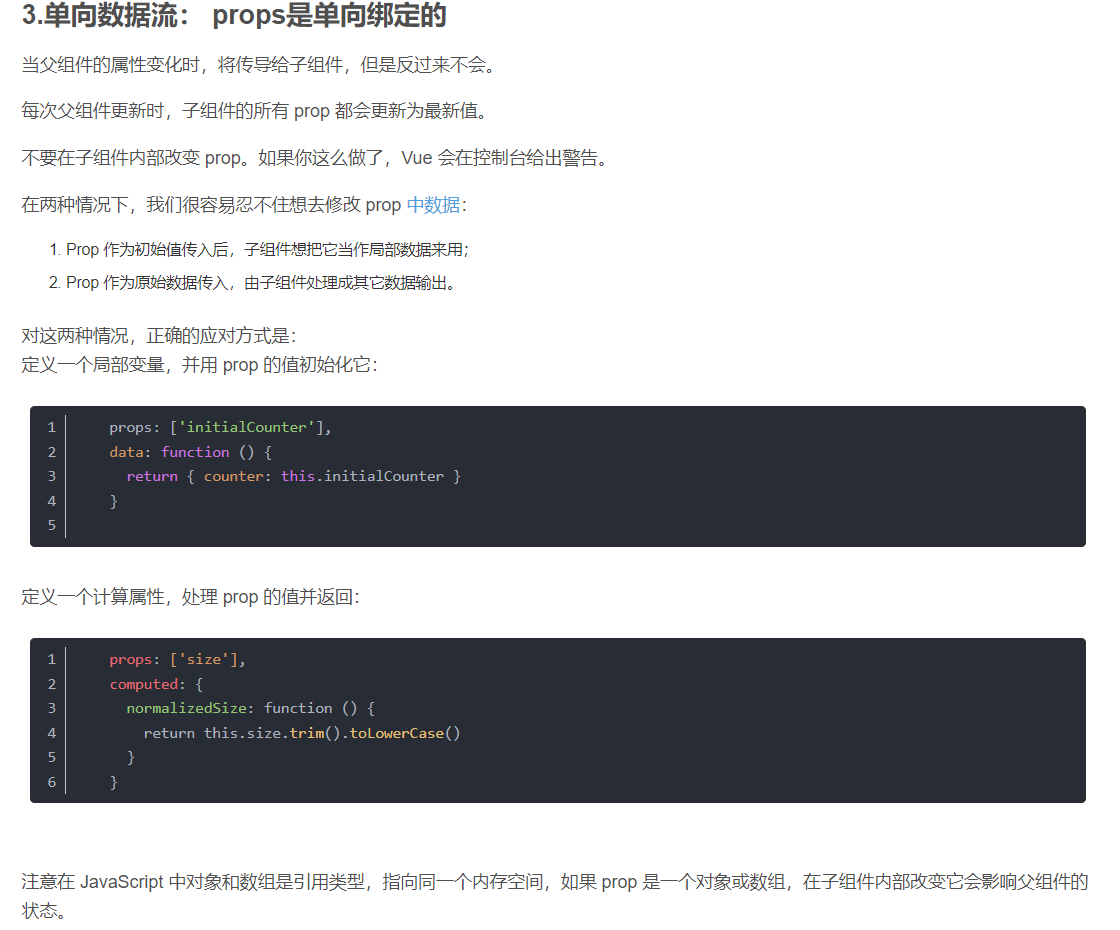 3.单向数据流： props是单向绑定的
当父组件的属性变化时，将传导给子组件，但是反过来不会。
每次父组件更新时，子组件的所有 prop 都会更新为最新值。
不要在子组件内部改变 prop。如果你这么做了，Vue 会在控制台给出警告。
在两种情况下，我们很容易忍不住想去修改 prop 中数据：
1. Prop 作为初始值传入后，子组件想把它当作局部数据来用；
2. Prop 作为原始数据传入，由子组件处理成其它数据输出。
对这两种情况，正确的应对方式是：
定义一个局部变量，并用 prop 的值初始化它：
1 props: ['initialCounter'],
2 data: function () {
3 return { counter: this.initialCounter }
4 }
5
定义一个计算属性，处理 prop 的值并返回：
1 props: ['size'],
2 computed: {
3 normalizedSize: function () {
4 return this.size.trim().toLowerCase()
5 }
6 }
注意在 JavaScript 中对象和数组是引用类型，指向同一个内存空间，如果 prop 是一个对象或数组，在子组件内部改变它会影响父组件的
状态。